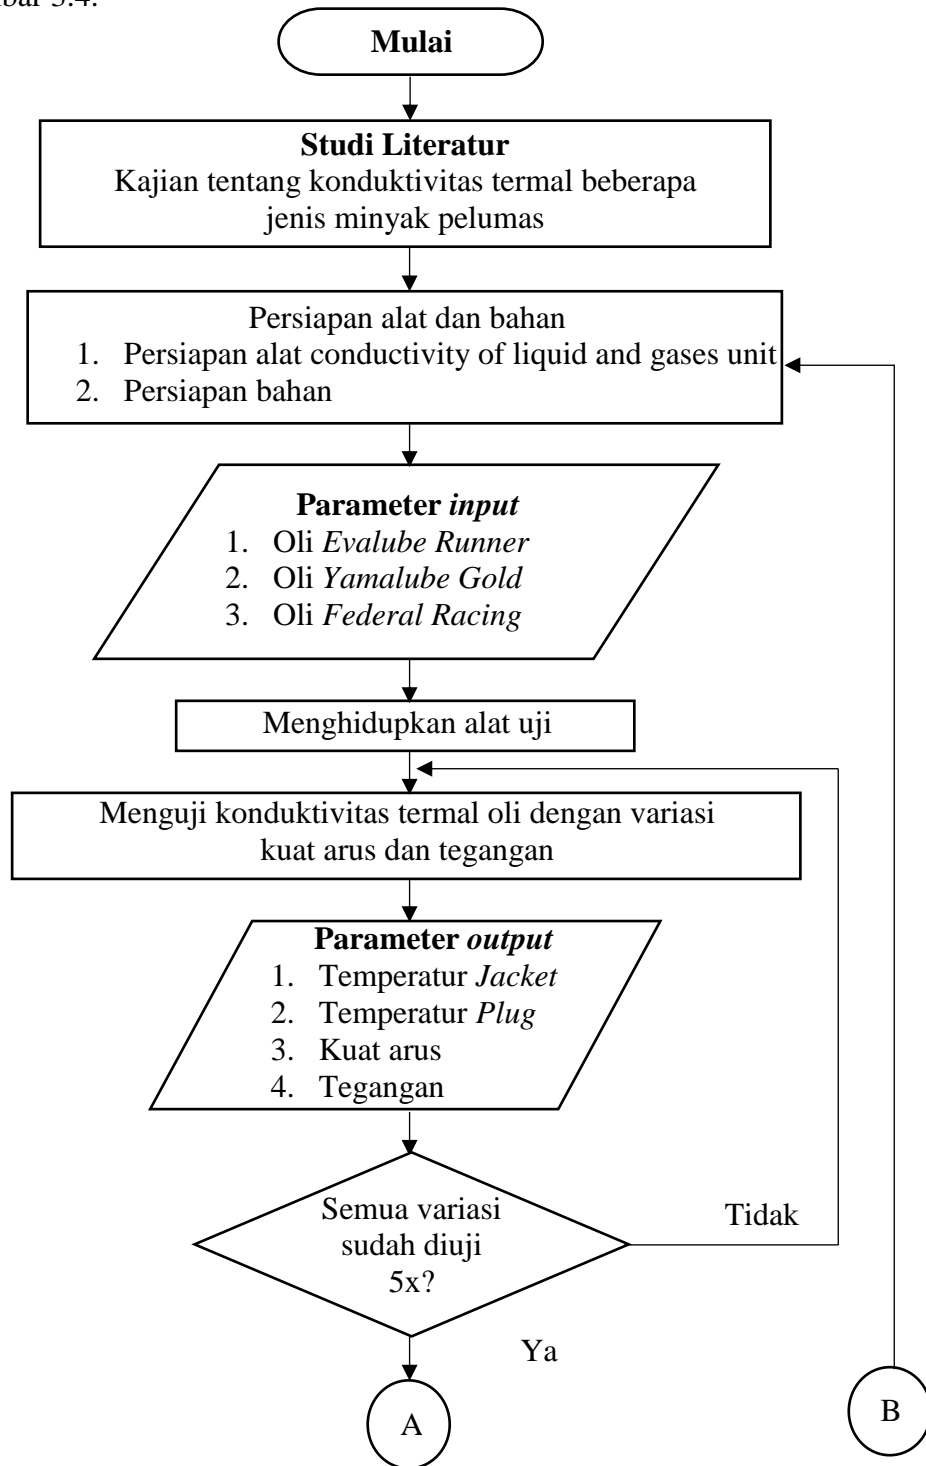 3.4.
Mulai
Studi Literatur
Kajian tentang konduktivitas termal beberapa
jenis minyak pelumas
Persiapan alat dan bahan
1. Persiapan alat conductivity of liquid and gases unit
2. Persiapan bahan
Parameter input
1. Oli Evalube Runner
2. Oli Yamalube Gold
3. Oli Federal Racing
Menghidupkan alat uji
Menguji konduktivitas termal oli dengan variasi
kuat arus dan tegangan
Parameter output
1. Temperatur Jacket
2. Temperatur Plug
3. Kuat arus
4. Tegangan
Semua variasi
sudah diuji
5x?
Tidak
Ya
A
B